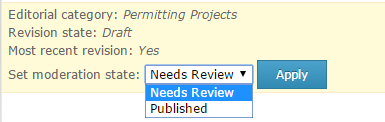 Editorial category: Permitting Projects
Revision state: Draft
Most recent revision: Yes
Set moderation state: Needs Review Apply
Needs Review
Published